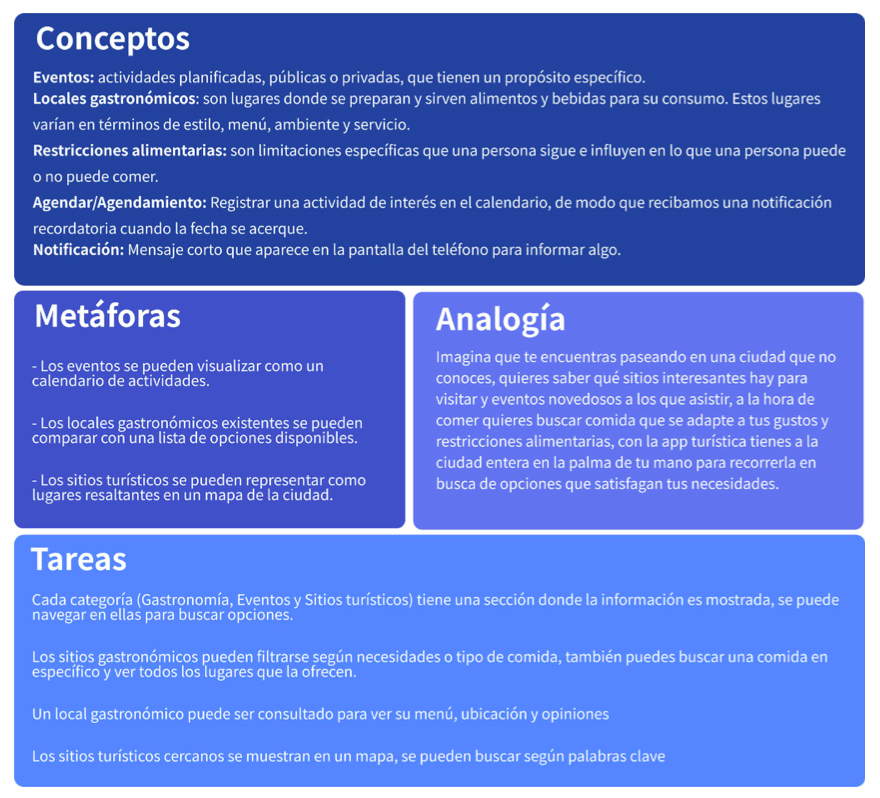 Conceptos
Eventos: actividades planificadas, públicas o privadas, que tienen un propósito específico.
Locales gastronómicos: son lugares donde se preparan y sirven alimentos y bebidas para su consumo. Estos lugares
varían en términos de estilo, menú, ambiente y servicio.
Restricciones alimentarias: son limitaciones específicas que una persona sigue e influyen en lo que una persona puede
o no puede comer.
Agendar/Agendamiento: Registrar una actividad de interés en el calendario, de modo que recibamos una notificación
recordatoria cuando la fecha se acerque.
Notificación: Mensaje corto que aparece en la pantalla del teléfono para informar algo.
Metáforas
- Los eventos se pueden visualizar como un
calendario de actividades.
- Los locales gastronómicos existentes se pueden
comparar con una lista de opciones disponibles.
- Los sitios turísticos se pueden representar como
lugares resaltantes en un mapa de la ciudad.
Analogía
Imagina que te encuentras paseando en una ciudad que no
conoces, quieres saber qué sitios interesantes hay para
visitar y eventos novedosos a los que asistir, a la hora de
comer quieres buscar comida que se adapte a tus gustos y
restricciones alimentarias, con la app turística tienes a la
ciudad entera en la palma de tu mano para recorrerla en
busca de opciones que satisfagan tus necesidades.
Tareas
Cada categoría (Gastronomía, Eventos y Sitios turísticos) tiene una sección donde la información es mostrada, se puede
navegar en ellas para buscar opciones.
Los sitios gastronómicos pueden filtrarse según necesidades o tipo de comida, también puedes buscar una comida en
específico y ver todos los lugares que la ofrecen.
Un local gastronómico puede ser consultado para ver su menú, ubicación y opiniones
Los sitios turísticos cercanos se muestran en un mapa, se pueden buscar según palabras clave